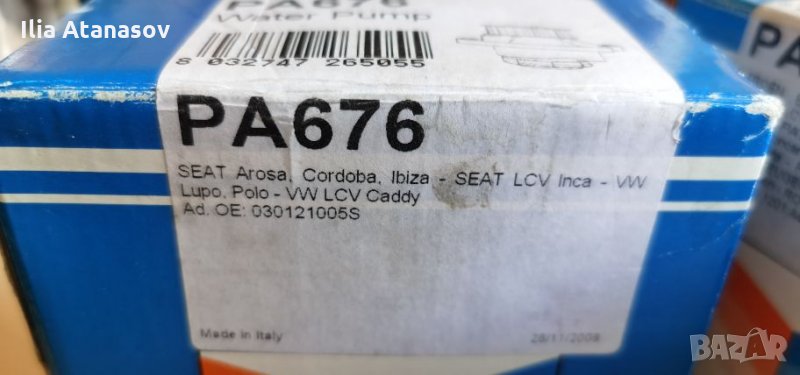 Ilia Atanasov
PA676
Water Pump
8 032747 265055
PA676
SEAT Arosa, Cordoba, Ibiza - SEAT LCV Inca - VW
Lupo, Polo - VW LCV Caddy
Ad. OE: 030121005S
Made in Italy
28/11/2008
PA
BAZAR